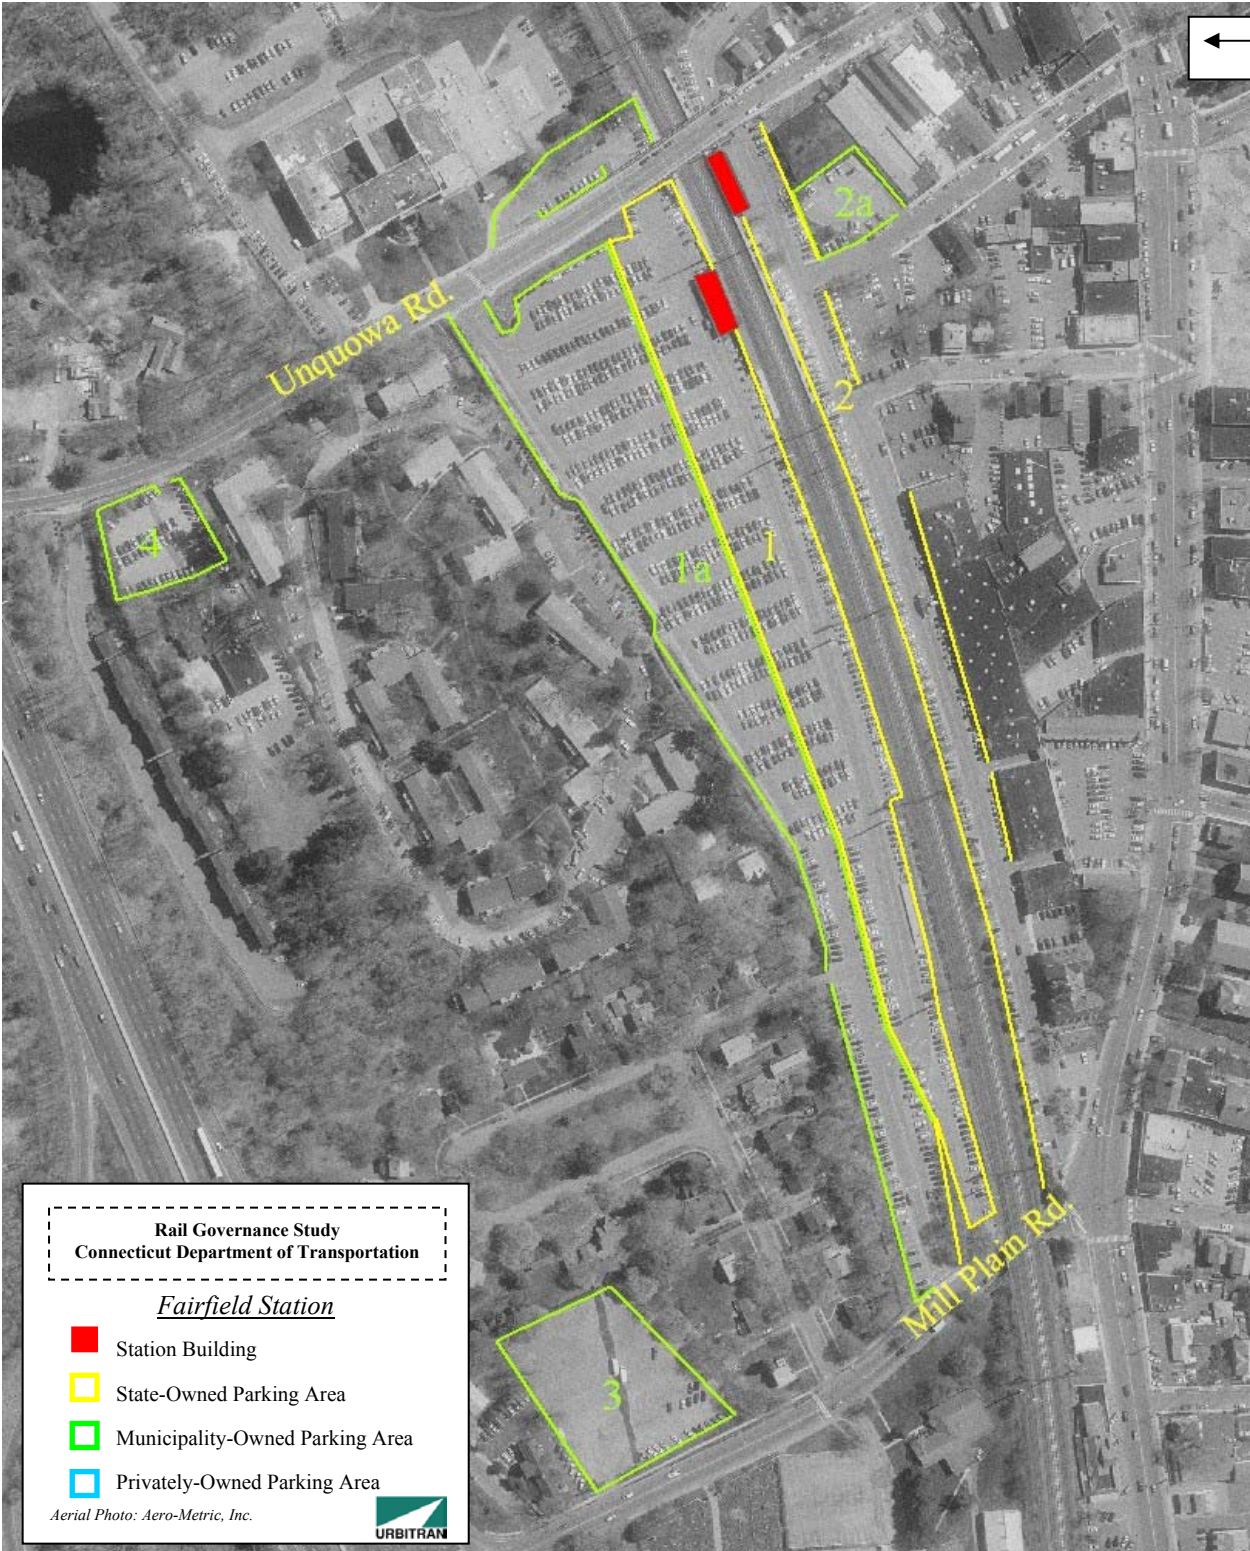 2a
Unquowa Rd.
2
4
1
1a
Mill Plain Rd.
3
Rail Governance Study
Connecticut Department of Transportation
Fairfield Station
Station Building
State-Owned Parking Area
Municipality-Owned Parking Area
Privately-Owned Parking Area
Aerial Photo: Aero-Metric, Inc.
URBITRAN